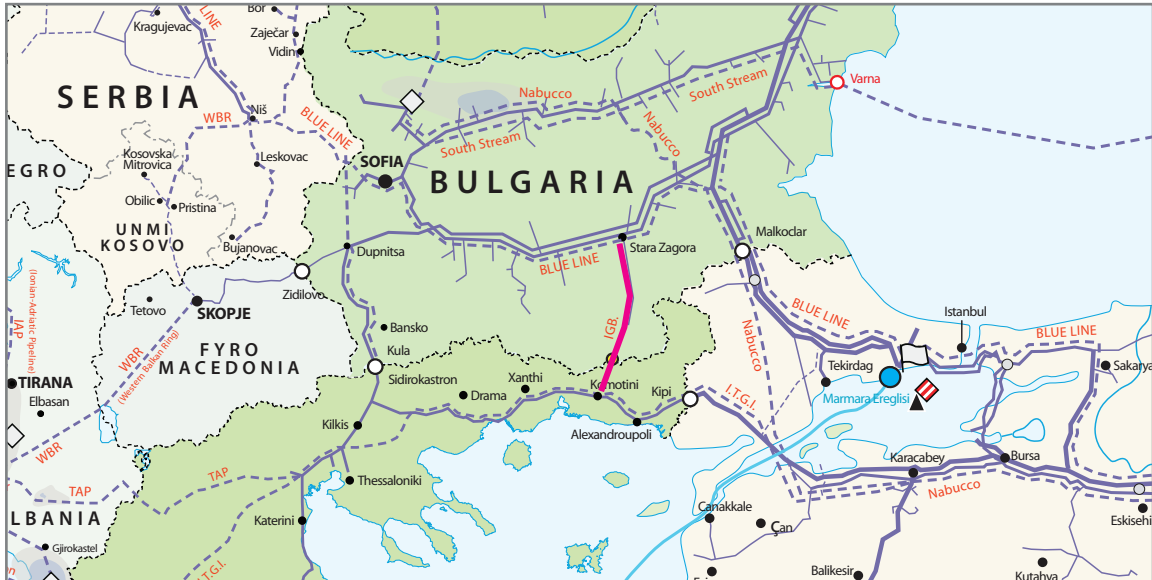 LINE
Bor
Kragujevac
Zaječar
Vidin
Varna
SERBIA
Nabucco
South Stream
WBR
Niš
BLUE LINE
Nabucco
South Stream
Kosovska
Mitrovica
Leskovac
SOFIA
EGRO
BULGARIA
Obilic
Pristina
UNMI
KOSOVO
Bujanovac
Dupnitsa
Stara Zagora
Malkoclar
BLUE LINE
Zidilovo
Tetovo
SKOPJE
IAP
(Ionian-Adriatic Pipeline)
WBR
(Western Balkan Ring)
FYRO
MACEDONIA
Bansko
Kula
IGB.
Nabucco
BLUE LINE
Istanbul
BLUE LINE
TIRANA
Elbasan
Sidirokastron
Xanthi
Drama
Komotini
Kipi
Tekirdag
Marmara Ereglisi
Sakarya
I.T.G.I.
Kilkis
Alexandroupoli
WBR
TAP
TAP
Thessaloniki
Karacabey
Bursa
Nabucco
LBANIA
Katerini
Canakkale
Çan
Eskisehi
Gjirokastel
I.T.G.I.
Balikesir
Kutahya